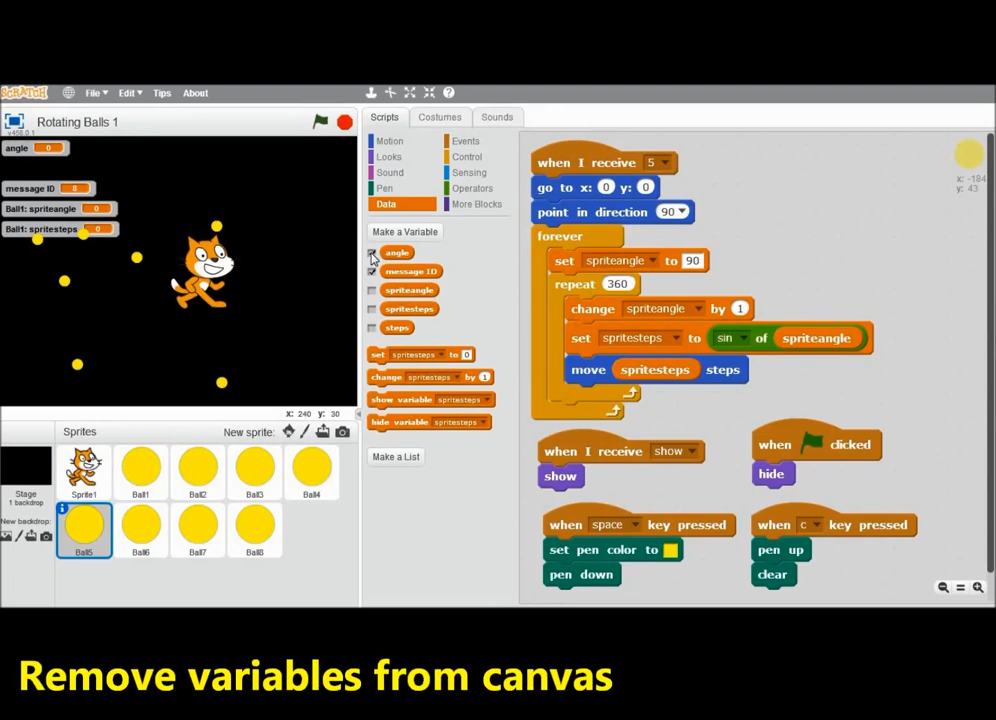 SCRATCH File Edit Tips About
Rotating Balls 1
v458.0.1
angle 0
message ID 8
Ball1: spriteangle 0
Ball1: spritesteps 0
x: 240 y: 30
Sprites New sprite:
Sprite1 Ball1 Ball2 Ball3 Ball4
Stage
1 backdrop
New backdrop:
Ball5 Ball6 Ball7 Ball8
Scripts Costumes Sounds
Motion Events
Looks Control
Sound Sensing
Pen Operators
Data More Blocks
Make a Variable
angle
message ID
spriteangle
spritesteps
steps
set spritesteps to 0
change spritesteps by 1
show variable spritesteps
hide variable spritesteps
Make a List
when I receive 5
go to x: 0 y: 0
point in direction 90
forever
set spriteangle to 90
repeat 360
change spriteangle by 1
set spritesteps to sin of spriteangle
move spritesteps steps
when I receive show
show
when clicked
hide
when space key pressed
set pen color to
pen down
when c key pressed
pen up
clear
x: -184
y: 43
Remove variables from canvas